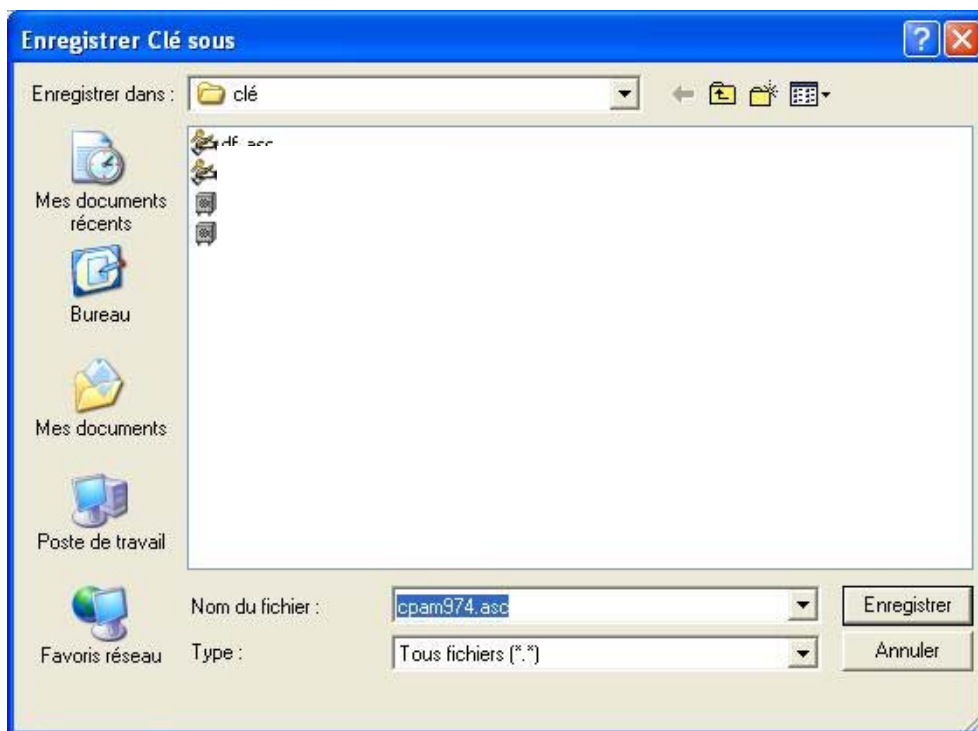 Enregistrer Clé sous
Enregistrer dans :
clé
Mes documents
récents
Bureau
Mes documents
Poste de travail
Favoris réseau
Nom du fichier :
cpam974.asc
Enregistrer
Type :
Tous fichiers (*.*)
Annuler